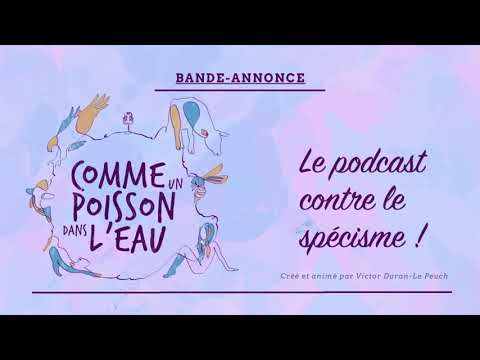 BANDE-ANNONCE
COMME UN
POISSON
DANS L'EAU
Le podcast
contre le
spécisme !
Créé et animé par Victor Duran-Le Peuch